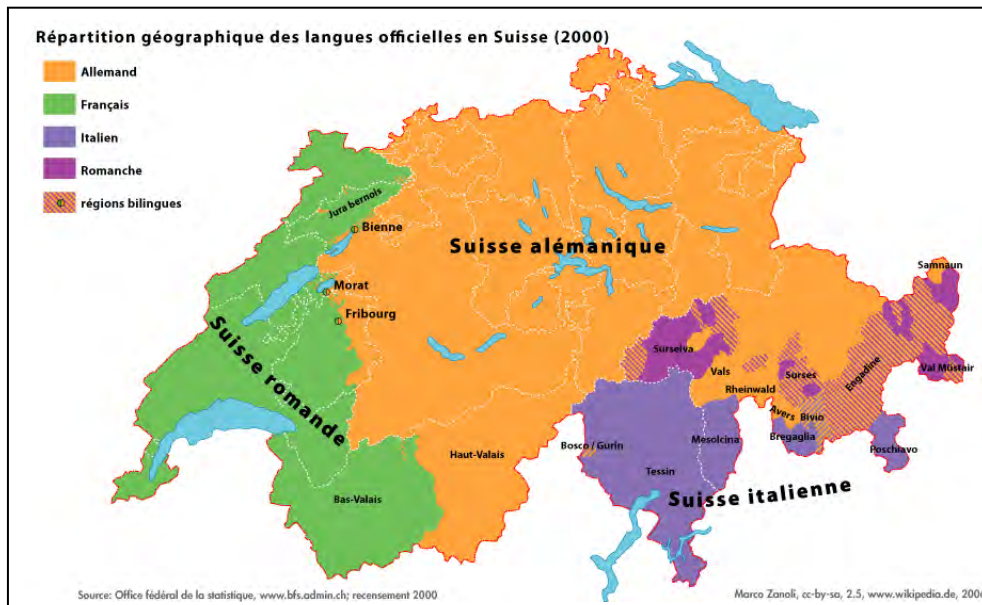 Répartition géographique des langues officielles en Suisse (2000)
Allemand
Français
Italien
Romanche
régions bilingues
Jura bernois
Bienne
Suisse alémanique
Morat
Fribourg
Suisse romande
Samnaun
Surselva
Vals
Sorses
Engadine
Val Müstair
Rheinwald
Avers
Bivio
Bregaglia
Poschiavo
Haut-Valais
Bosco / Gurin
Mesolcina
Tessin
Bas-Valais
Suisse italienne
Source: Office fédéral de la statistique, www.bfs.admin.ch; recensement 2000
Marco Zanoli, cc-by-sa, 2.5, www.wikipedia.de, 2006